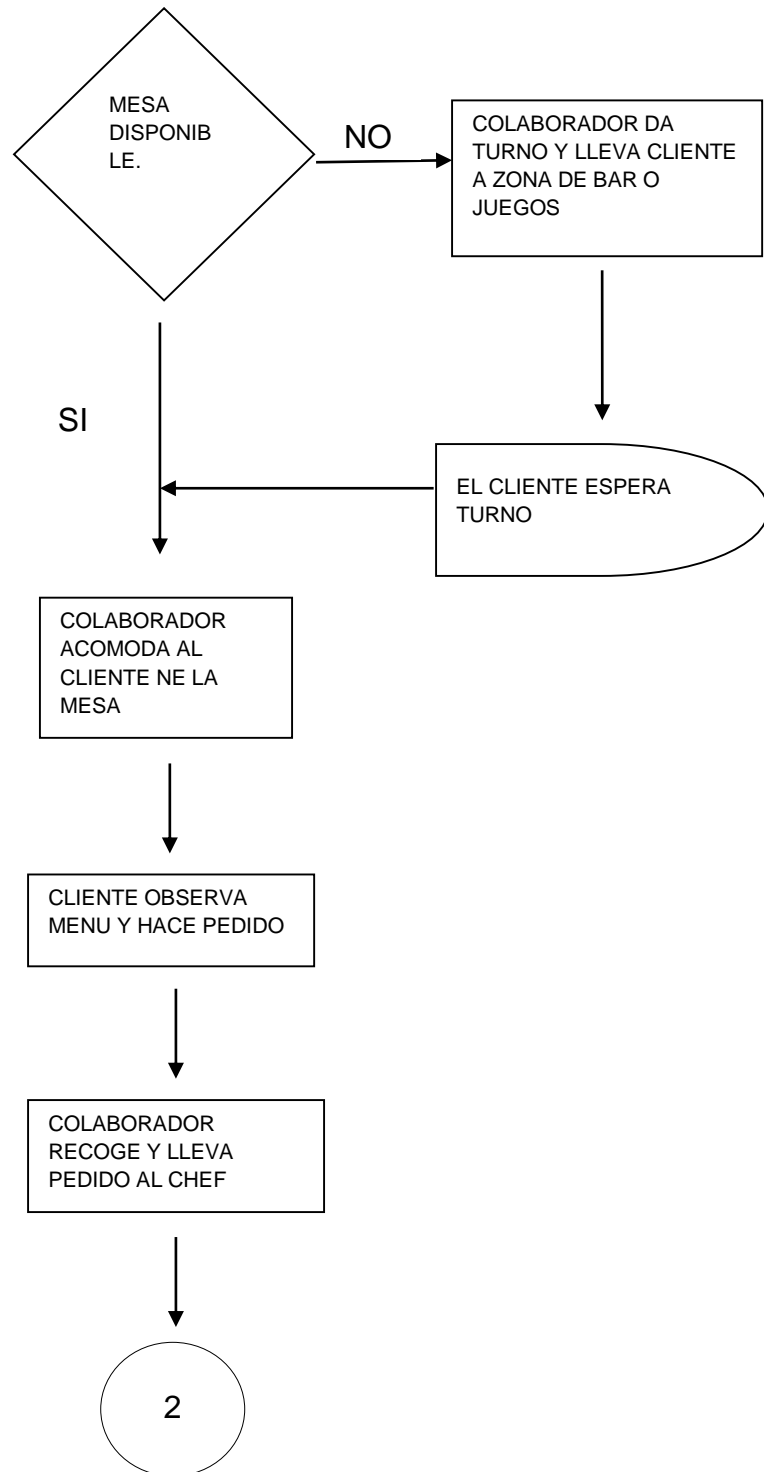 MESA
DISPONIB
LE.
NO
COLABORADOR DA
TURNO Y LLEVA CLIENTE
A ZONA DE BAR O
JUEGOS
SI
EL CLIENTE ESPERA
TURNO
COLABORADOR
ACOMODA AL
CLIENTE NE LA
MESA
CLIENTE OBSERVA
MENU Y HACE PEDIDO
COLABORADOR
RECOGE Y LLEVA
PEDIDO AL CHEF
2